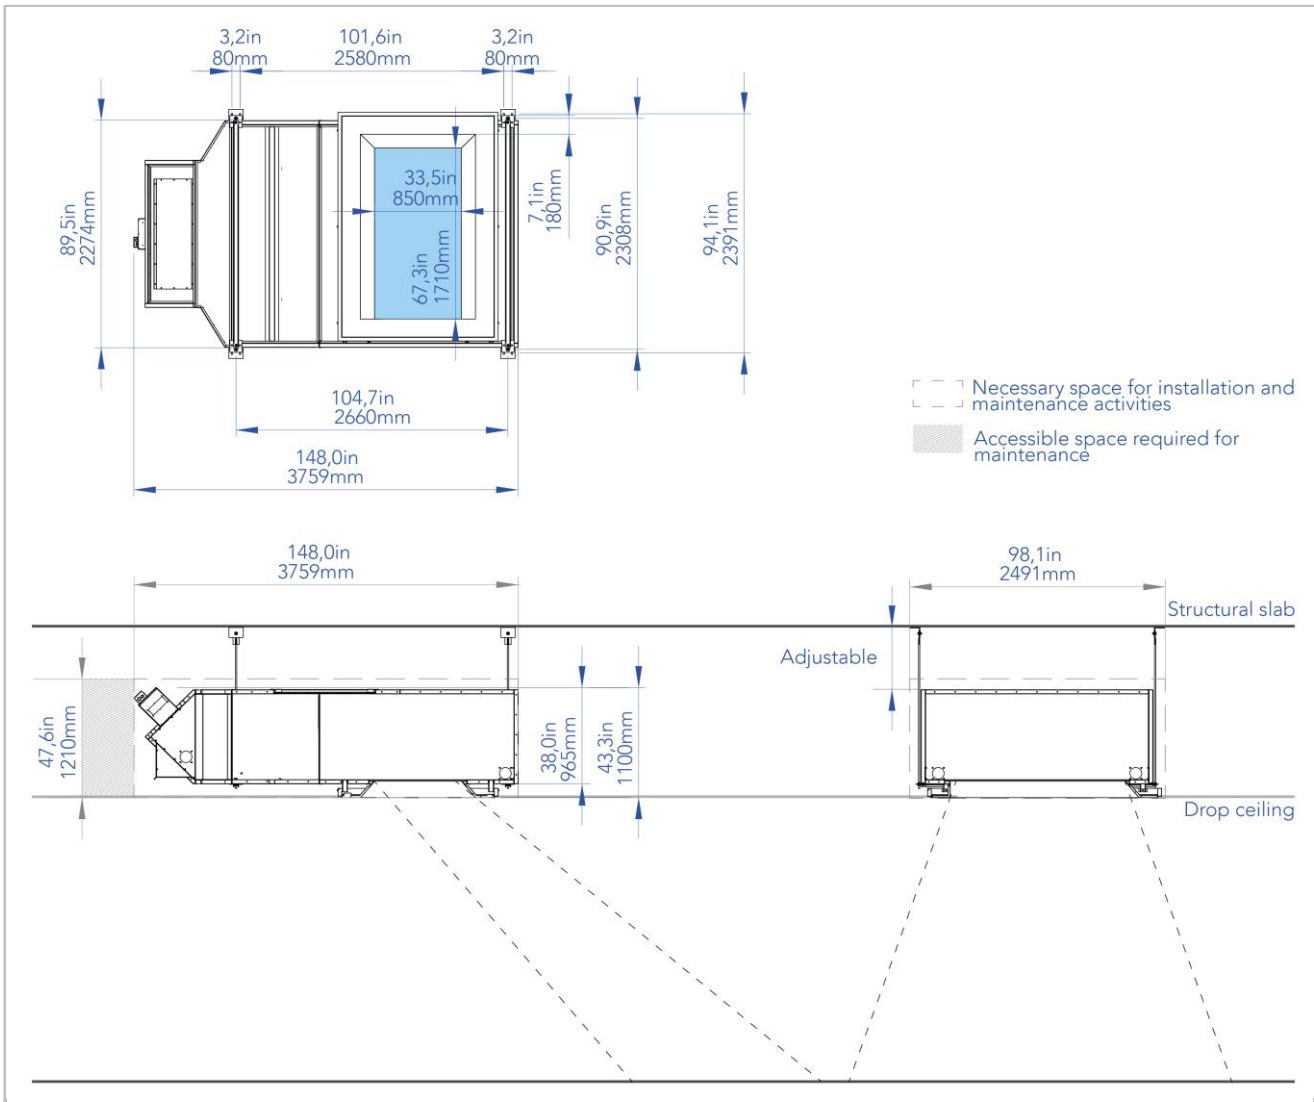 3,2in
80mm
101,6in
2580mm
3,2in
80mm
89,5in
2274mm
33,5in
850mm
67,3in
1710mm
7,1in
180mm
90,9in
2308mm
94,1in
2391mm
104,7in
2660mm
148,0in
3759mm
Necessary space for installation and
maintenance activities
Accessible space required for
maintenance
148,0in
3759mm
98,1in
2491mm
Structural slab
Adjustable
47,6in
1210mm
38,0in
965mm
43,3in
1100mm
Drop ceiling